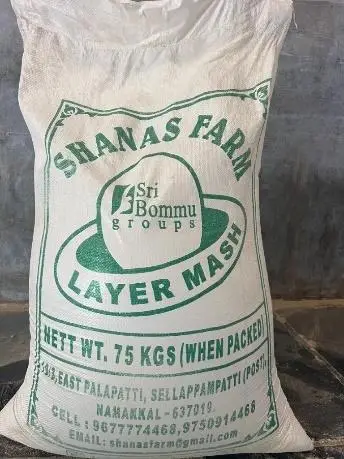 SHANAS FARM
Sri
Bommu
groups
LAYER MASH
NETT WT. 75 KGS (WHEN PACKED)
EAST PALAPATTI, SELLAPPAMPATTI (POST),
NAMAKKAL - 637019.
CELL : 9677774468, 9750914468
EMAIL: shanasfarm@gmail.com